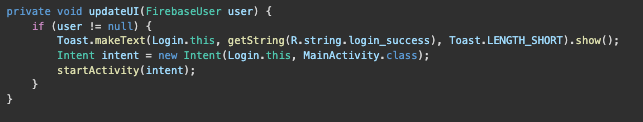 private void updateUI(FirebaseUser user) {
    if (user != null) {
        Toast.makeText(Login.this, getString(R.string.login_success), Toast.LENGTH_SHORT).show();
        Intent intent = new Intent(Login.this, MainActivity.class);
        startActivity(intent);
    }
}